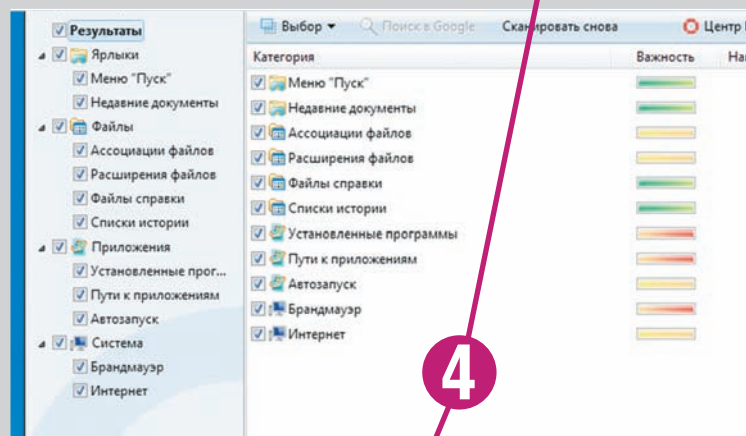 Результаты
Ярлыки
Меню "Пуск"
Недавние документы
Файлы
Ассоциации файлов
Расширения файлов
Файлы справки
Списки истории
Приложения
Установленные прог...
Пути к приложениям
Автозапуск
Система
Брандмауэр
Интернет
Выбор Поиск в Google Сканировать снова Центр
Категория Важность
Меню "Пуск"
Недавние документы
Ассоциации файлов
Расширения файлов
Файлы справки
Списки истории
Установленные программы
Пути к приложениям
Автозапуск
Брандмауэр
Интернет
4